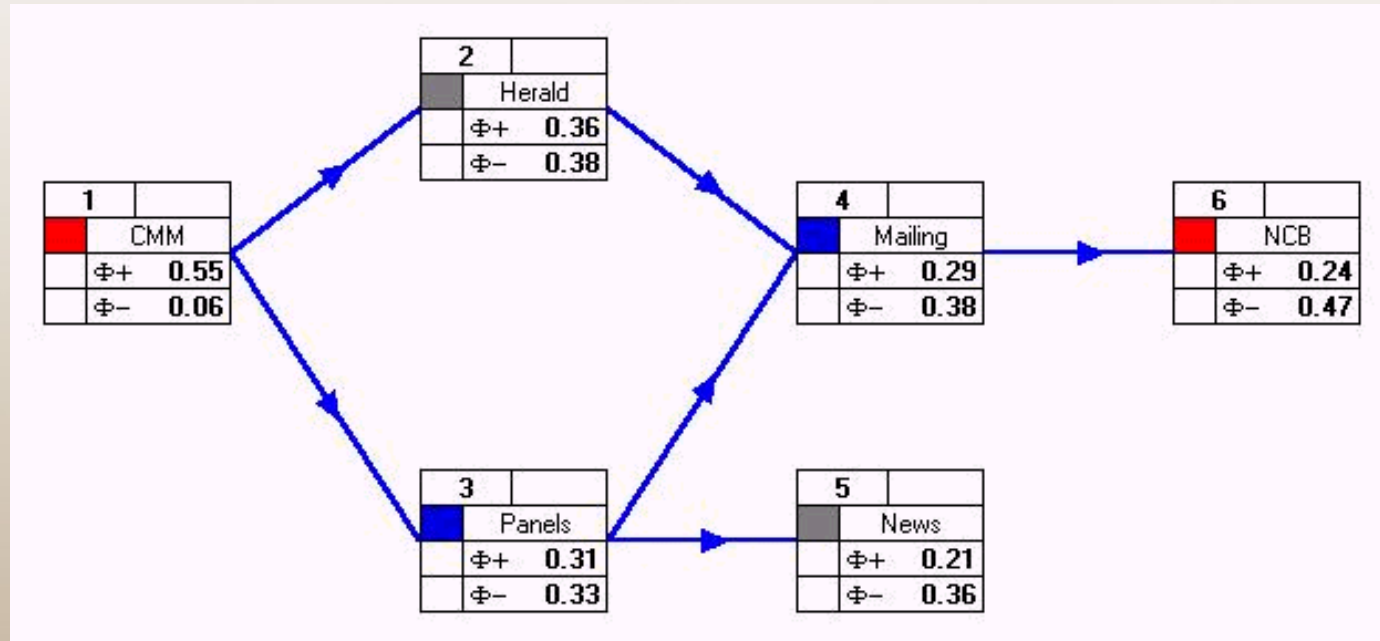 1
CMM
Φ+ 0.55
Φ− 0.06
2
Herald
Φ+ 0.36
Φ− 0.38
3
Panels
Φ+ 0.31
Φ− 0.33
4
Mailing
Φ+ 0.29
Φ− 0.38
5
News
Φ+ 0.21
Φ− 0.36
6
NCB
Φ+ 0.24
Φ− 0.47